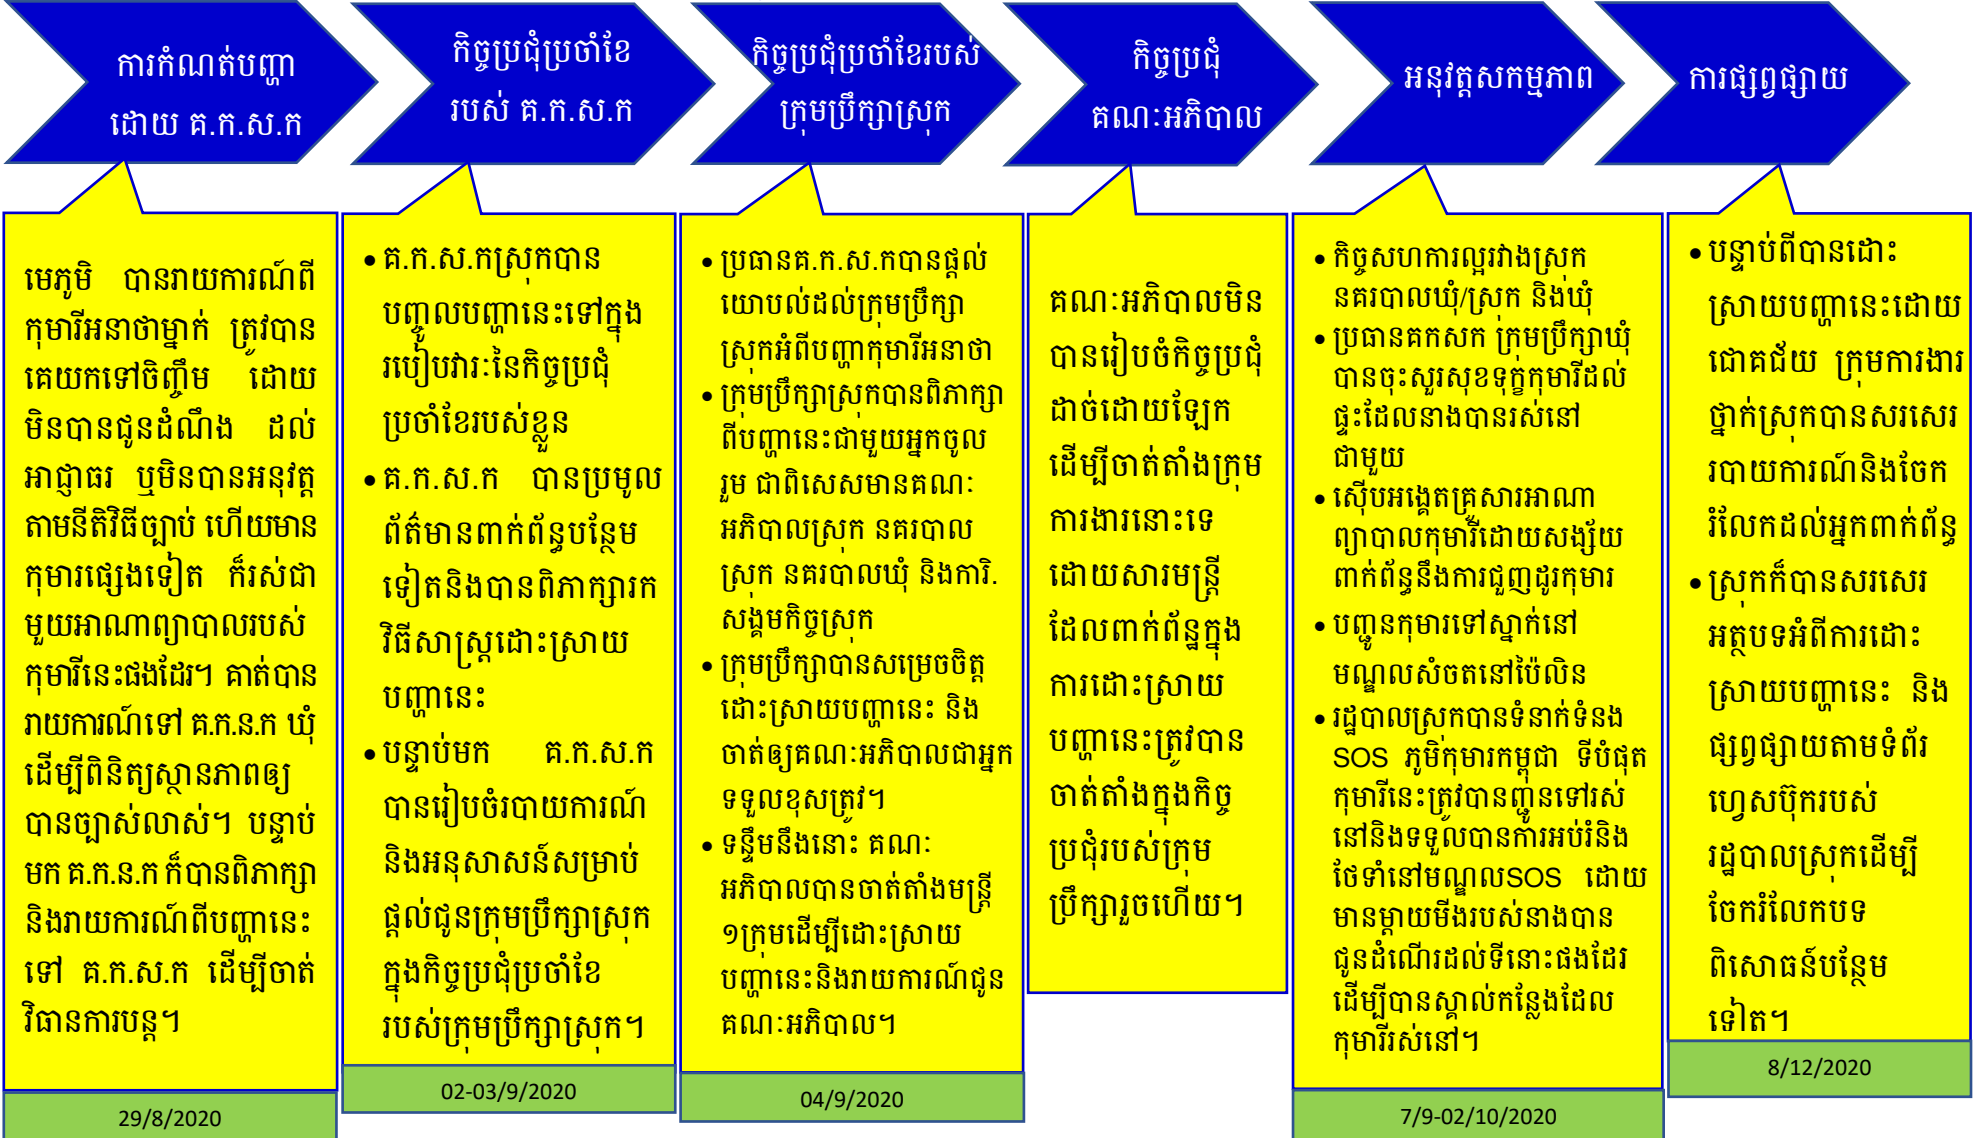 ការកំណត់បញ្ហា
ដោយ គ.ក.ស.ក
កិច្ចប្រជុំប្រចាំខែ
របស់ គ.ក.ស.ក
កិច្ចប្រជុំប្រចាំខែរបស់
ក្រុមប្រឹក្សាស្រុក
កិច្ចប្រជុំ
គណៈអភិបាល
អនុវត្តសកម្មភាព
ការផ្សព្វផ្សាយ
មេភូមិ បានរាយការណ៍ពី
កុមារីអនាថាម្នាក់ ត្រូវបាន
គេយកទៅចិញ្ចឹម ដោយ
មិនបានជូនដំណឹង ដល់
អាជ្ញាធរ ឬមិនបានអនុវត្ត
តាមនីតិវិធីច្បាប់ ហើយមាន
កុមារផ្សេងទៀត ក៏រស់ជា
មួយអាណាព្យាបាលរបស់
កុមារីនេះផងដែរ។ គាត់បាន
រាយការណ៍ទៅ គ.ក.ន.ក ឃុំ
ដើម្បីពិនិត្យស្ថានភាពឲ្យ
បានច្បាស់លាស់។ បន្ទាប់
មក គ.ក.ន.ក ក៏បានពិភាក្សា
និងរាយការណ៍ពីបញ្ហានេះ
ទៅ គ.ក.ស.ក ដើម្បីចាត់
វិធានការបន្ត។
29/8/2020
• គ.ក.ស.កស្រុកបាន
បញ្ចូលបញ្ហានេះទៅក្នុង
របៀបវារៈនៃកិច្ចប្រជុំ
ប្រចាំខែរបស់ខ្លួន
• គ.ក.ស.ក បានប្រមូល
ព័ត៌មានពាក់ព័ន្ធបន្ថែម
ទៀតនិងបានពិភាក្សារក
វិធីសាស្ត្រដោះស្រាយ
បញ្ហានេះ
• បន្ទាប់មក គ.ក.ស.ក
បានរៀបចំរបាយការណ៍
និងអនុសាសន៍សម្រាប់
ផ្តល់ជូនក្រុមប្រឹក្សាស្រុក
ក្នុងកិច្ចប្រជុំប្រចាំខែ
របស់ក្រុមប្រឹក្សាស្រុក។
02-03/9/2020
• ប្រធានគ.ក.ស.កបានផ្តល់
យោបល់ដល់ក្រុមប្រឹក្សា
ស្រុកអំពីបញ្ហាកុមារីអនាថា
• ក្រុមប្រឹក្សាស្រុកបានពិភាក្សា
ពីបញ្ហានេះជាមួយអ្នកចូល
រួម ជាពិសេសមានគណៈ
អភិបាលស្រុក នគរបាល
ស្រុក នគរបាលឃុំ និងការិ.
សង្គមកិច្ចស្រុក
• ក្រុមប្រឹក្សាបានសម្រេចចិត្ត
ដោះស្រាយបញ្ហានេះ និង
ចាត់ឲ្យគណៈអភិបាលជាអ្នក
ទទួលខុសត្រូវ។
• ទន្ទឹមនឹងនោះ គណៈ
អភិបាលបានចាត់តាំងមន្ត្រី
១ក្រុមដើម្បីដោះស្រាយ
បញ្ហានេះនិងរាយការណ៍ជូន
គណៈអភិបាល។
04/9/2020
គណៈអភិបាលមិន
បានរៀបចំកិច្ចប្រជុំ
ដាច់ដោយឡែក
ដើម្បីចាត់តាំងក្រុម
ការងារនោះទេ
ដោយសារមន្ត្រី
ដែលពាក់ព័ន្ឋក្នុង
ការដោះស្រាយ
បញ្ហានេះត្រូវបាន
ចាត់តាំងក្នុងកិច្ច
ប្រជុំរបស់ក្រុម
ប្រឹក្សារួចហើយ។
• កិច្ចសហការល្អរវាងស្រុក
នគរបាលឃុំ/ស្រុក និងឃុំ
• ប្រធានគកសក ក្រុមប្រឹក្សាឃុំ
បានចុះសួរសុខទុក្ខកុមារីដល់
ផ្ទះដែលនាងបានរស់នៅ
ជាមួយ
• ស៊ើបអង្កេតគ្រួសារអាណា
ព្យាបាលកុមារីដោយសង្ស័យ
ពាក់ព័ន្ធនឹងការជួញដូរកុមារ
• បញ្ជូនកុមារទៅស្នាក់នៅ
មណ្ឌលសំចតនៅប៉ៃលិន
• រដ្ឋបាលស្រុកបានទំនាក់ទំនង
SOS ភូមិកុមារកម្ពុជា ទីបំផុត
កុមារីនេះត្រូវបានញ្ជូនទៅរស់
នៅនិងទទួលបានការអប់រំនិង
ថែទាំនៅមណ្ឌលSOS ដោយ
មានម្តាយមីងរបស់នាងបាន
ជូនដំណើរដល់ទីនោះផងដែរ
ដើម្បីបានស្គាល់កន្លែងដែល
កុមារីរស់នៅ។
7/9-02/10/2020
• បន្ទាប់ពីបានដោះ
ស្រាយបញ្ហានេះដោយ
ជោគជ័យ ក្រុមការងារ
ថ្នាក់ស្រុកបានសរសេរ
របាយការណ៍និងចែក
រំលែកដល់អ្នកពាក់ព័ន្ធ
• ស្រុកក៏បានសរសេរ
អត្ថបទអំពីការដោះ
ស្រាយបញ្ហានេះ និង
ផ្សព្វផ្សាយតាមទំព័រ
ហ្វេសប៊ុករបស់
រដ្ឋបាលស្រុកដើម្បី
ចែករំលែកបទ
ពិសោធន៍បន្ថែម
ទៀត។
8/12/2020